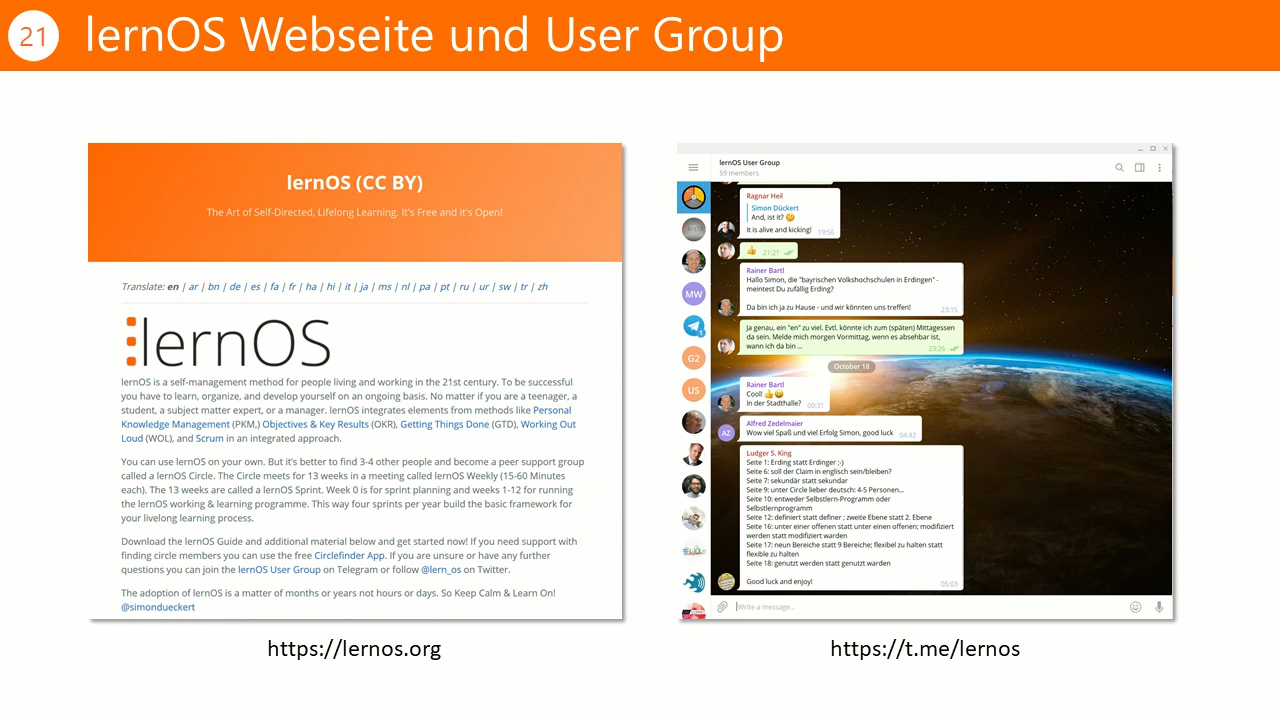 21
lernOS Webseite und User Group
lernOS (CC BY)
The Art of Self-Directed, Lifelong Learning. It's Free and it's Open!
Translate: en | ar | bn | de | es | fa | fr | ha | hi | it | ja | ms | nl | pa | pt | ru | ur | sw | tr | zh
lernOS
lernOS is a self-management method for people living and working in the 21st century. To be successful
you have to learn, organize, and develop yourself on an ongoing basis. No matter if you are a teenager, a
student, a subject matter expert, or a manager. lernOS integrates elements from methods like Personal
Knowledge Management (PKM,) Objectives & Key Results (OKR), Getting Things Done (GTD), Working Out
Loud (WOL), and Scrum in an integrated approach.
You can use lernOS on your own. But it's better to find 3-4 other people and become a peer support group
called a lernOS Circle. The Circle meets for 13 weeks in a meeting called lernOS Weekly (15-60 Minutes
each). The 13 weeks are called a lernOS Sprint. Week 0 is for sprint planning and weeks 1-12 for running
the lernOS working & learning programme. This way four sprints per year build the basic framework for
your livelong learning process.
Download the lernOS Guide and additional material below and get started now! If you need support with
finding circle members you can use the free Circlefinder App. If you are unsure or have any further
questions you can join the lernOS User Group on Telegram or follow @lern_os on Twitter.
The adoption of lernOS is a matter of months or years not hours or days. So Keep Calm & Learn On!
@simondueckert
https://lernos.org
lernOS User Group
59 members
Ragnar Heil
Simon Dückert
And, ist it? 🤔
It is alive and kicking!
19:56
👍 21:21
Rainer Bartl
Hallo Simon, die "bayrischen Volkshochschulen in Erdingen" -
meintest Du zufällig Erding?
Da bin ich ja zu Hause - und wir könnten uns treffen!
23:15
Ja genau, ein "en" zu viel. Evtl. könnte ich zum (späten) Mittagessen
da sein. Melde mich morgen Vormittag, wenn es absehbar ist,
wann ich da bin ...
23:26
October 18
Rainer Bartl
Cool! 👍😀
In der Stadthalle?
00:31
MW
G2
US
AZ
Alfred Zedelmaier
Wow viel Spaß und viel Erfolg Simon, good luck
04:42
Ludger S. King
Seite 1: Erding statt Erdinger ;-)
Seite 6: soll der Claim in englisch sein/bleiben?
Seite 7: sekundär statt sekundar
Seite 9: unter Circle lieber deutsch: 4-5 Personen...
Seite 10: entweder Selbstlern-Programm oder
Selbstlernprogramm
Seite 12: definiert statt definer ; zweite Ebene statt 2. Ebene
Seite 16: unter einer offenen statt unter einen offenen; modifiziert
werden statt modifiziert warden
Seite 17: neun Bereiche statt 9 Bereiche; flexibel zu halten statt
flexible zu halten
Seite 18: genutzt werden statt genutzt warden
Good luck and enjoy!
05:03
Write a message...
https://t.me/lernos